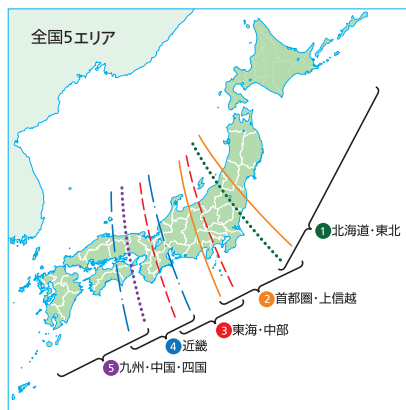 全国5エリア
1北海道・東北
2首都圏・上信越
3東海・中部
4近畿
5九州・中国・四国